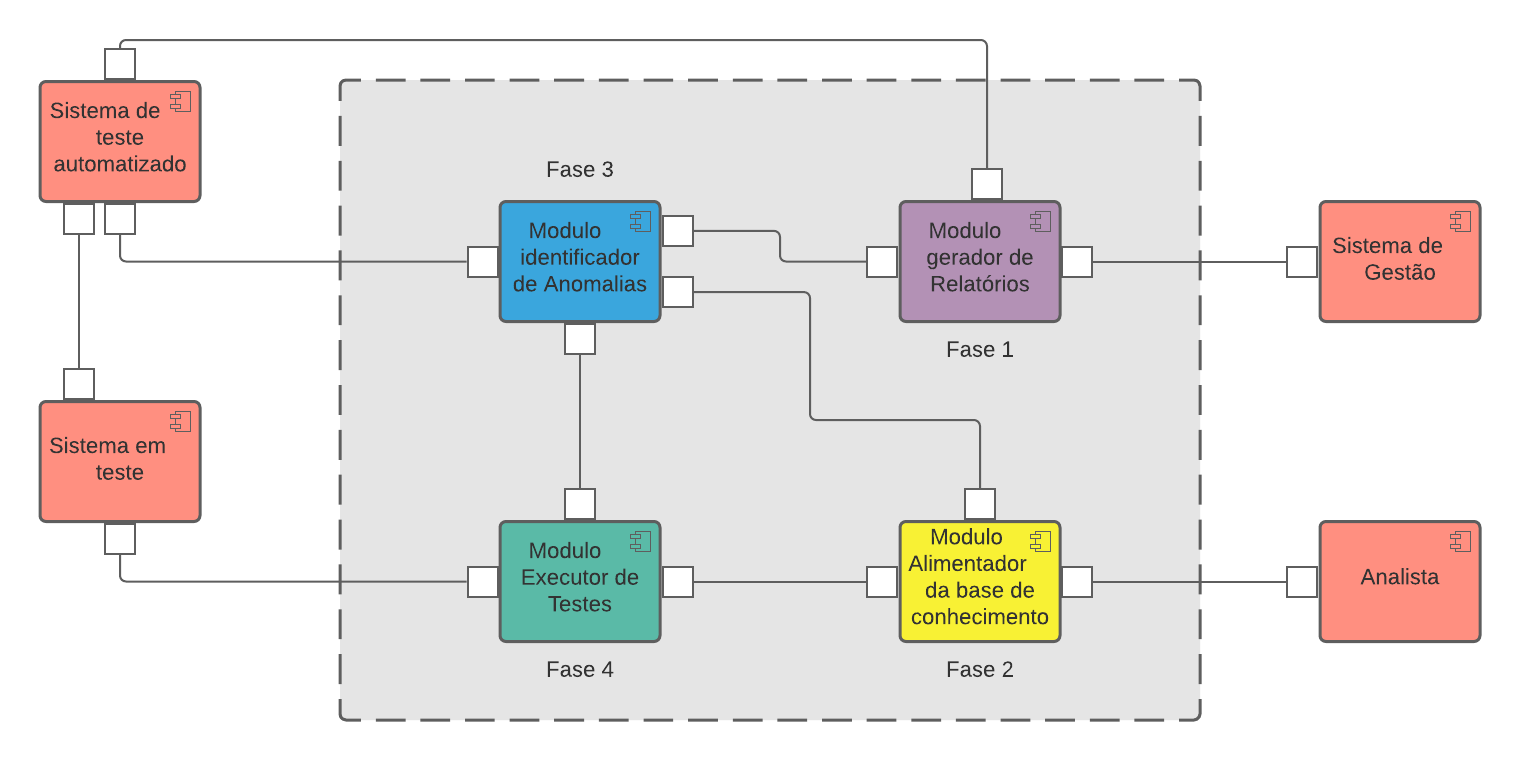 Sistema de
teste
automatizado
Fase 3
Modulo
identificador
de Anomalias
Modulo
gerador de
Relatórios
Fase 1
Sistema de
Gestão
Sistema em
teste
Modulo
Executor de
Testes
Fase 4
Modulo
Alimentador
da base de
conhecimento
Fase 2
Analista